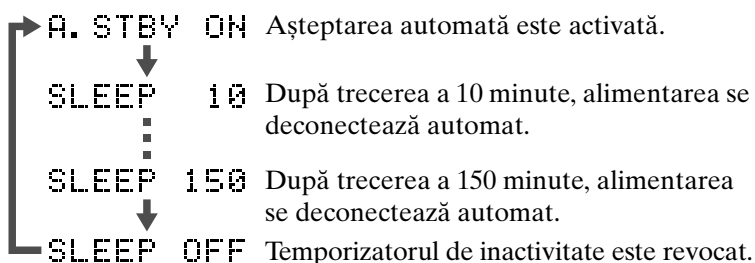 A. STBY ON Așteptarea automată este activată.
SLEEP 10 După trecerea a 10 minute, alimentarea se
deconectează automat.
SLEEP 150 După trecerea a 150 minute, alimentarea
se deconectează automat.
SLEEP OFF Temporizatorul de inactivitate este revocat.